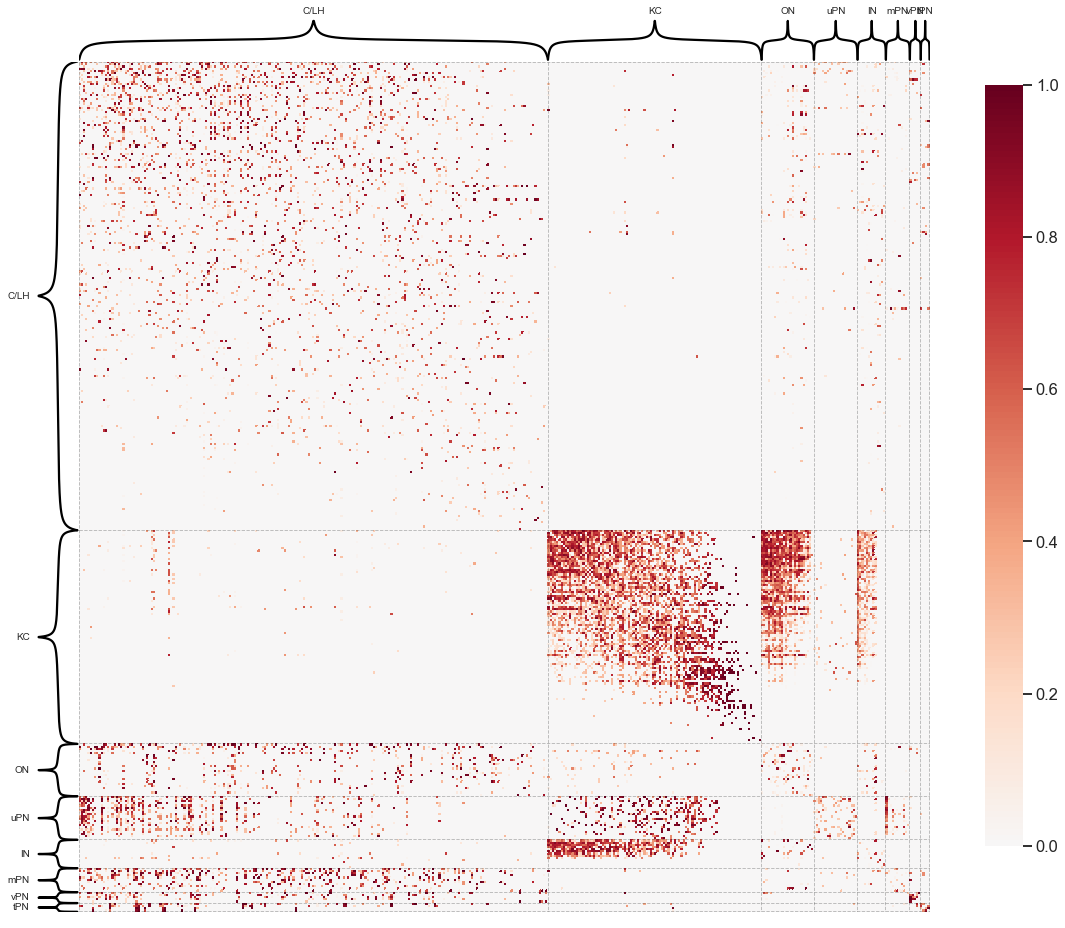 C/LH KC ON uPN IN mPN vPN tPN
1.0
0.8
C/LH
0.6
0.4
KC
0.2
ON
uPN
0.0
IN
mPN
vPN
tPN